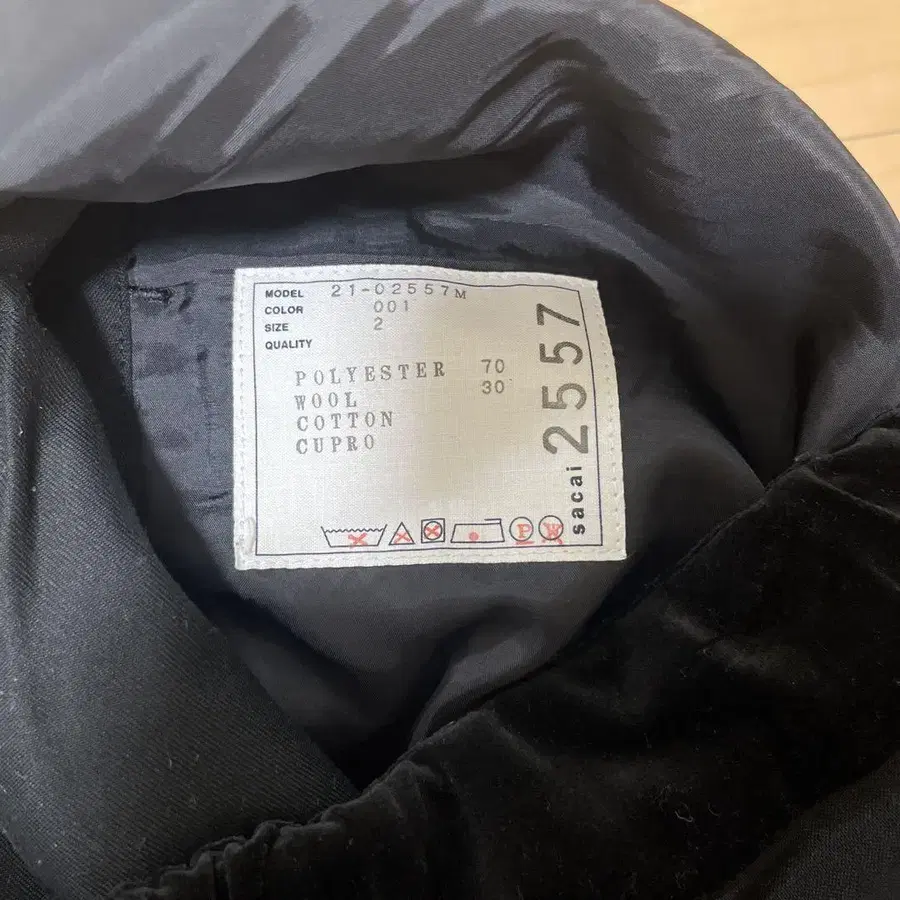 MODEL 21-02557M
COLOR 001
SIZE 2
QUALITY
POLYESTER 70
WOOL 30
COTTON
CUPRO
P W
sacai 2557